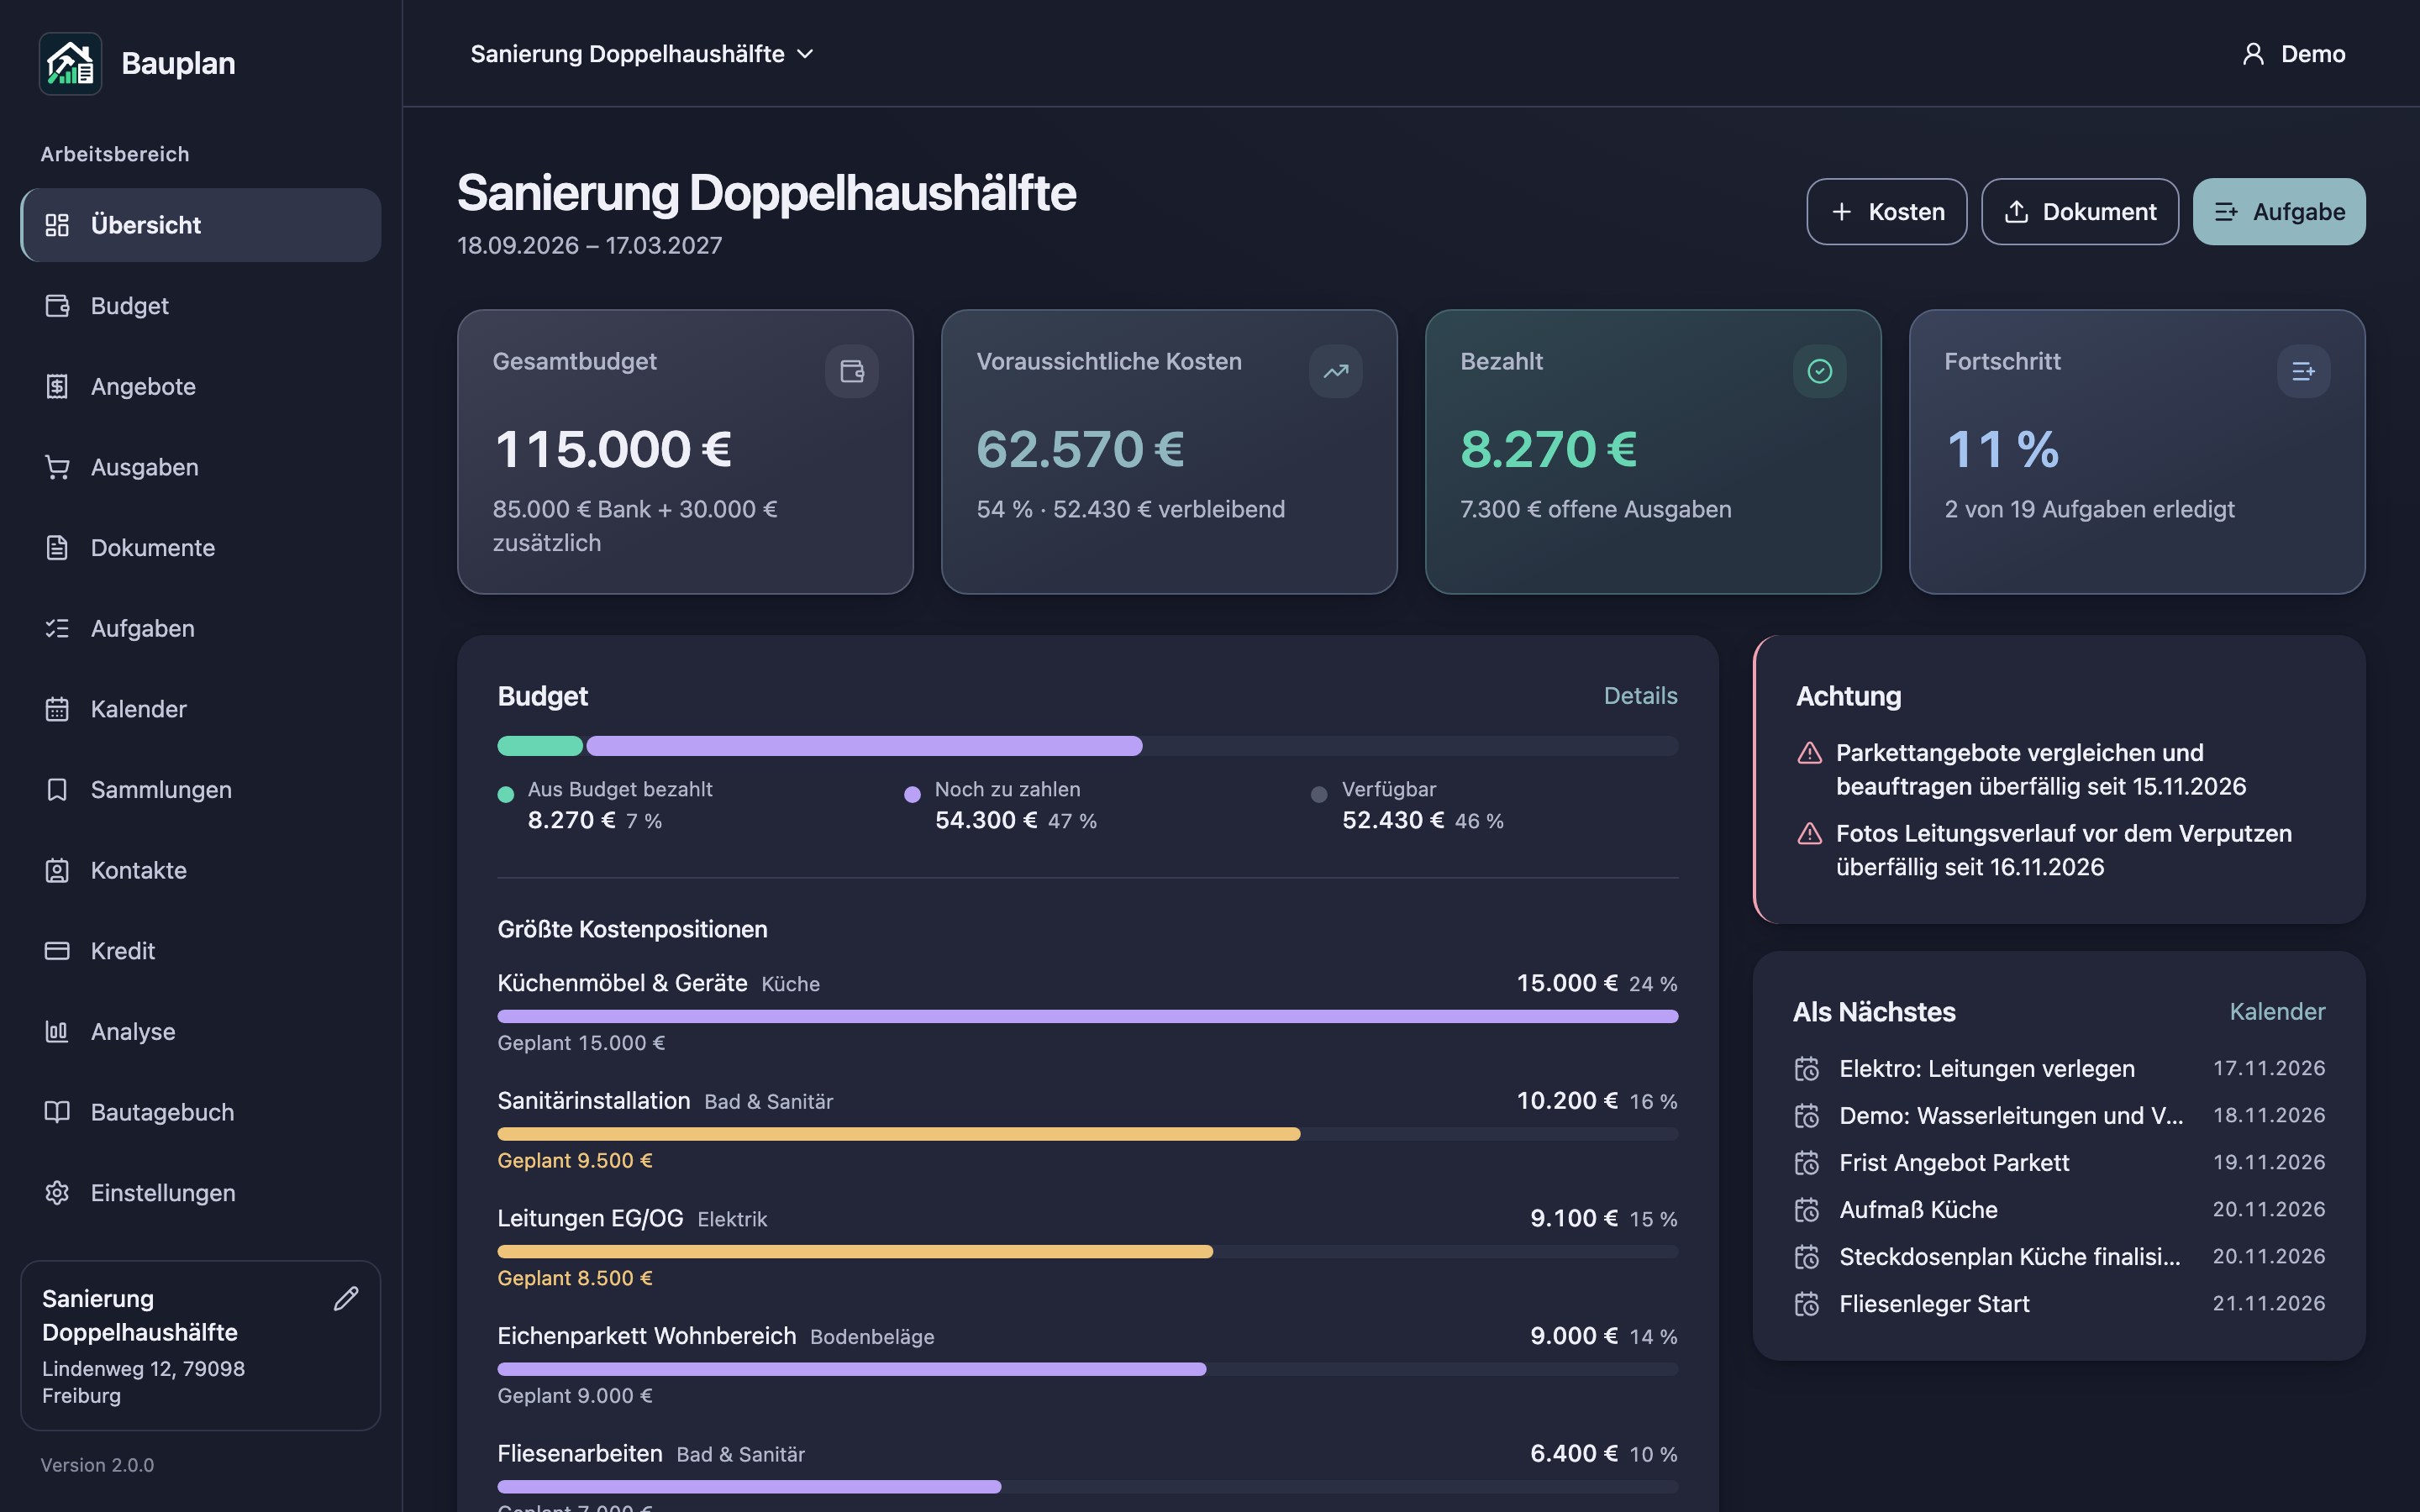 Bauplan
Arbeitsbereich
Übersicht
Budget
Angebote
Ausgaben
Dokumente
Aufgaben
Kalender
Sammlungen
Kontakte
Kredit
Analyse
Bautagebuch
Einstellungen
Sanierung
Doppelhaushälfte
Lindenweg 12, 79098
Freiburg
Version 2.0.0
Sanierung Doppelhaushälfte
Demo
Sanierung Doppelhaushälfte
18.09.2026 – 17.03.2027
Kosten
Dokument
Aufgabe
Gesamtbudget
115.000 €
85.000 € Bank + 30.000 €
zusätzlich
Voraussichtliche Kosten
62.570 €
54 % · 52.430 € verbleibend
Bezahlt
8.270 €
7.300 € offene Ausgaben
Fortschritt
11 %
2 von 19 Aufgaben erledigt
Budget
Details
Aus Budget bezahlt
8.270 € 7 %
Noch zu zahlen
54.300 € 47 %
Verfügbar
52.430 € 46 %
Größte Kostenpositionen
Küchenmöbel & Geräte Küche 15.000 € 24 %
Geplant 15.000 €
Sanitärinstallation Bad & Sanitär 10.200 € 16 %
Geplant 9.500 €
Leitungen EG/OG Elektrik 9.100 € 15 %
Geplant 8.500 €
Eichenparkett Wohnbereich Bodenbeläge 9.000 € 14 %
Geplant 9.000 €
Fliesenarbeiten Bad & Sanitär 6.400 € 10 %
Geplant 7.000 €
Achtung
Parkettangebote vergleichen und
beauftragen überfällig seit 15.11.2026
Fotos Leitungsverlauf vor dem Verputzen
überfällig seit 16.11.2026
Als Nächstes
Kalender
Elektro: Leitungen verlegen 17.11.2026
Demo: Wasserleitungen und V... 18.11.2026
Frist Angebot Parkett 19.11.2026
Aufmaß Küche 20.11.2026
Steckdosenplan Küche finalisi... 20.11.2026
Fliesenleger Start 21.11.2026